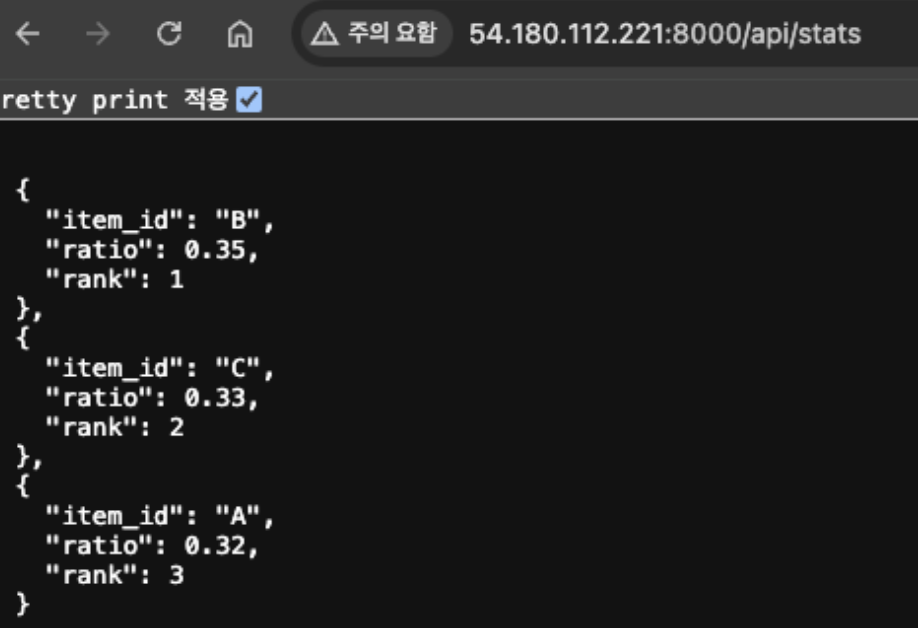 주의 요함 54.180.112.221:8000/api/stats
retty print 적용
{
"item_id": "B",
"ratio": 0.35,
"rank": 1
},
{
"item_id": "C",
"ratio": 0.33,
"rank": 2
},
{
"item_id": "A",
"ratio": 0.32,
"rank": 3
}